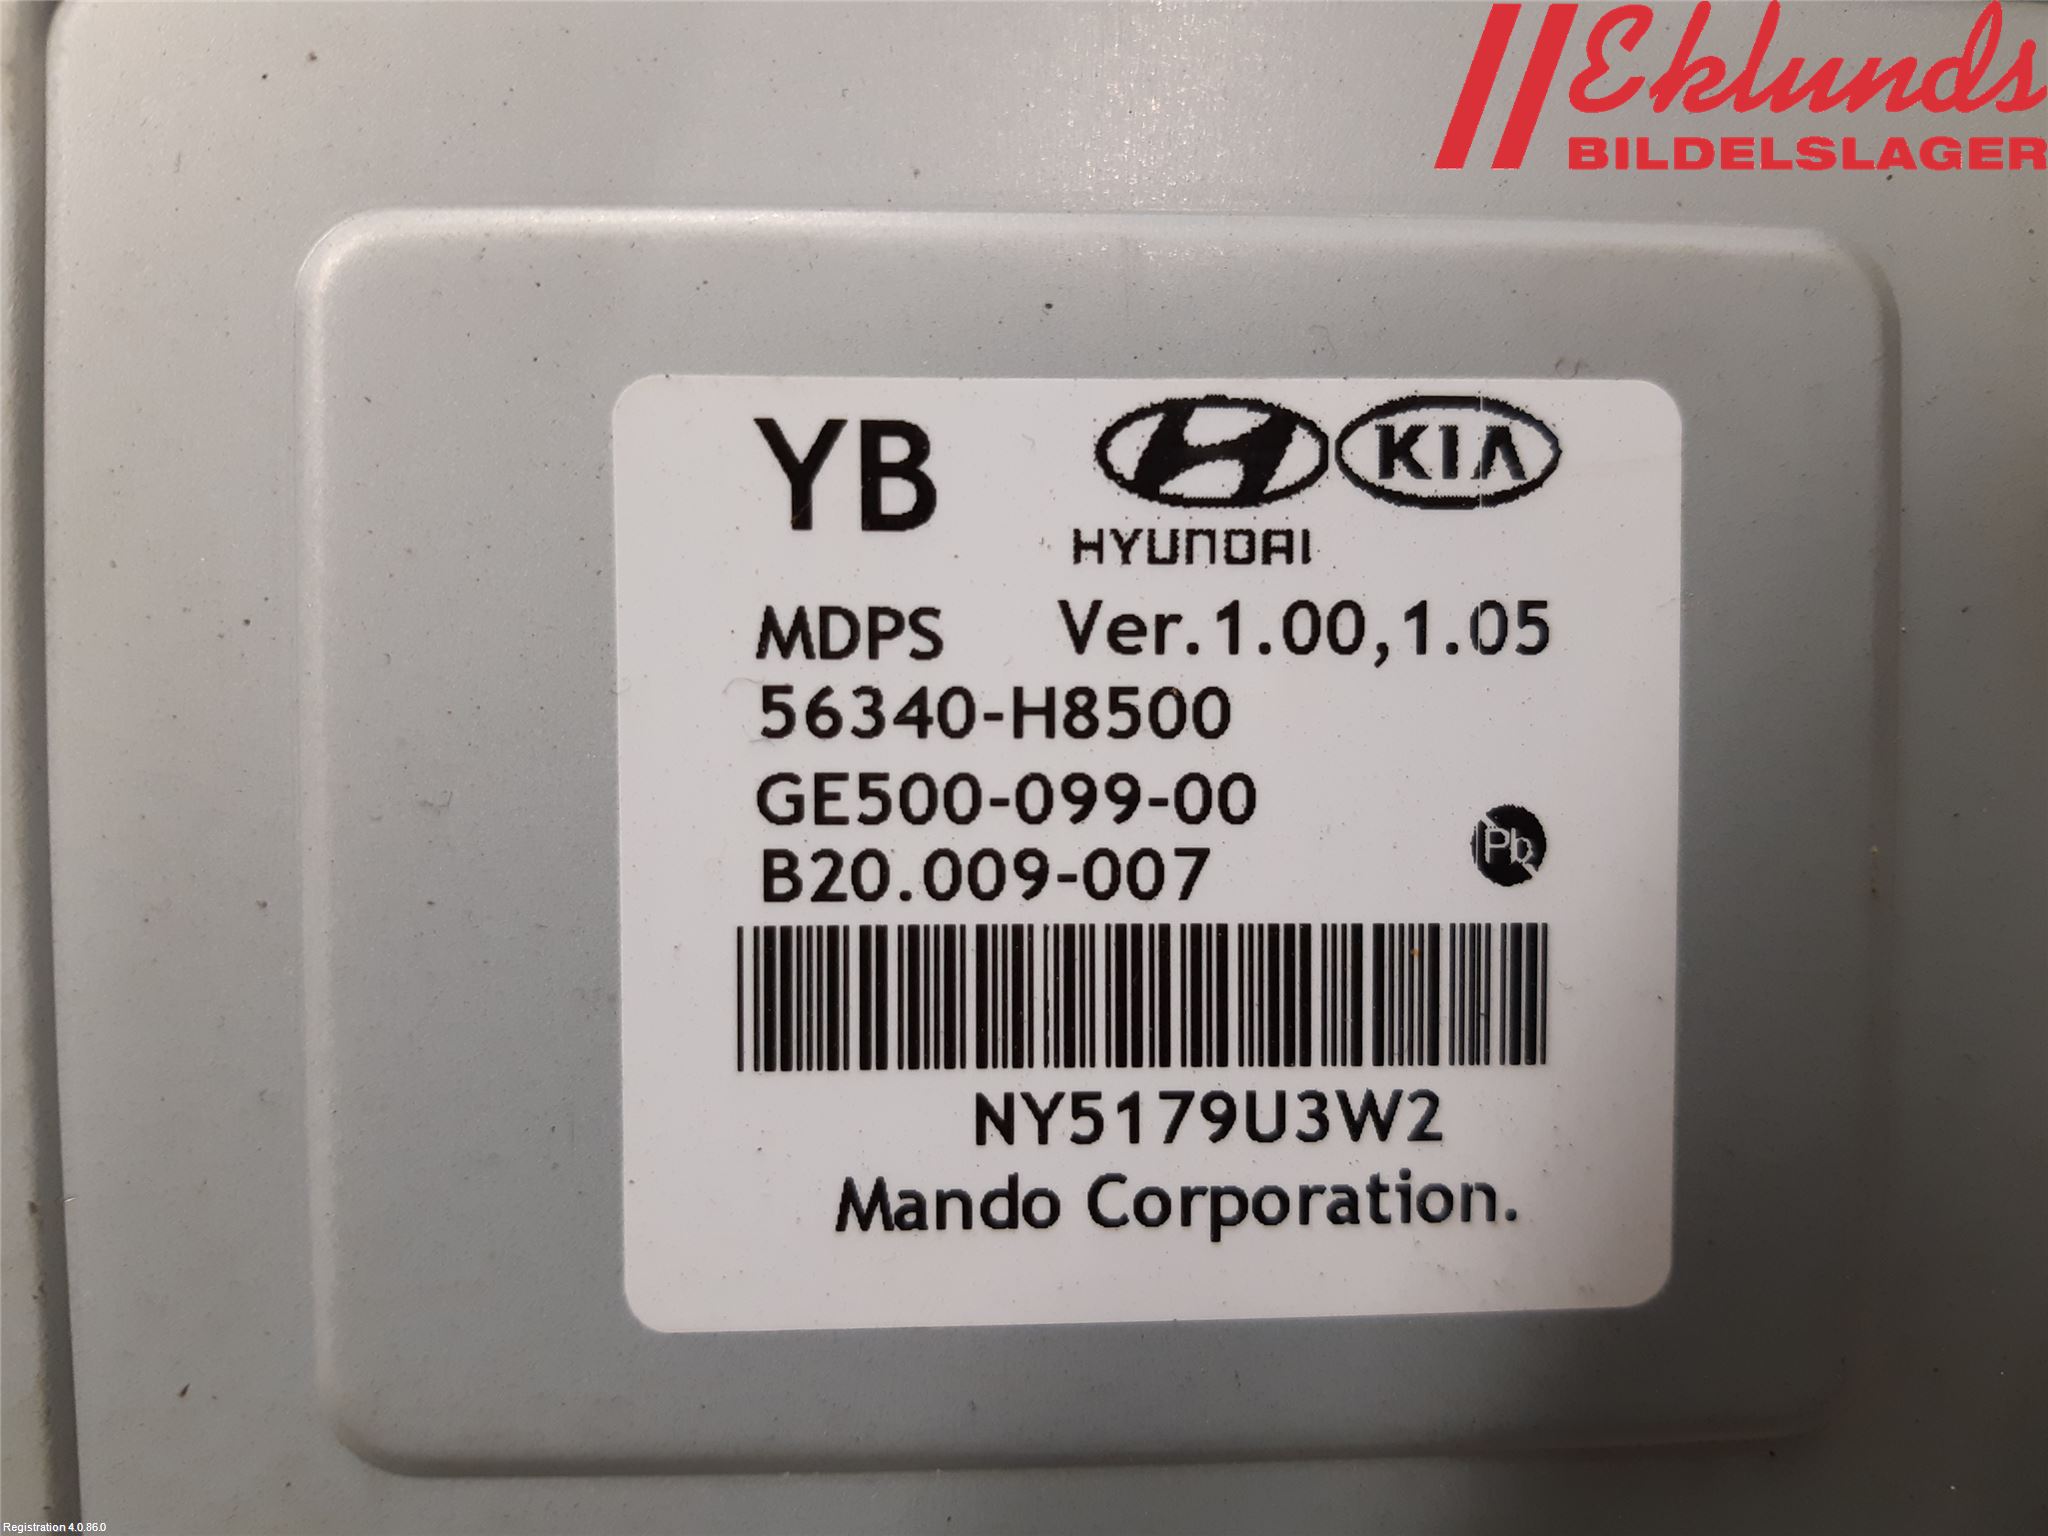 Eklunds
BILDELSLAGER
YB
KIA
HYUNDAI
MDPS Ver.1.00,1.05
56340-H8500
GE500-099-00
Pb
B20.009-007
NY5179U3W2
Mando Corporation.
Registration 4.0.86.0